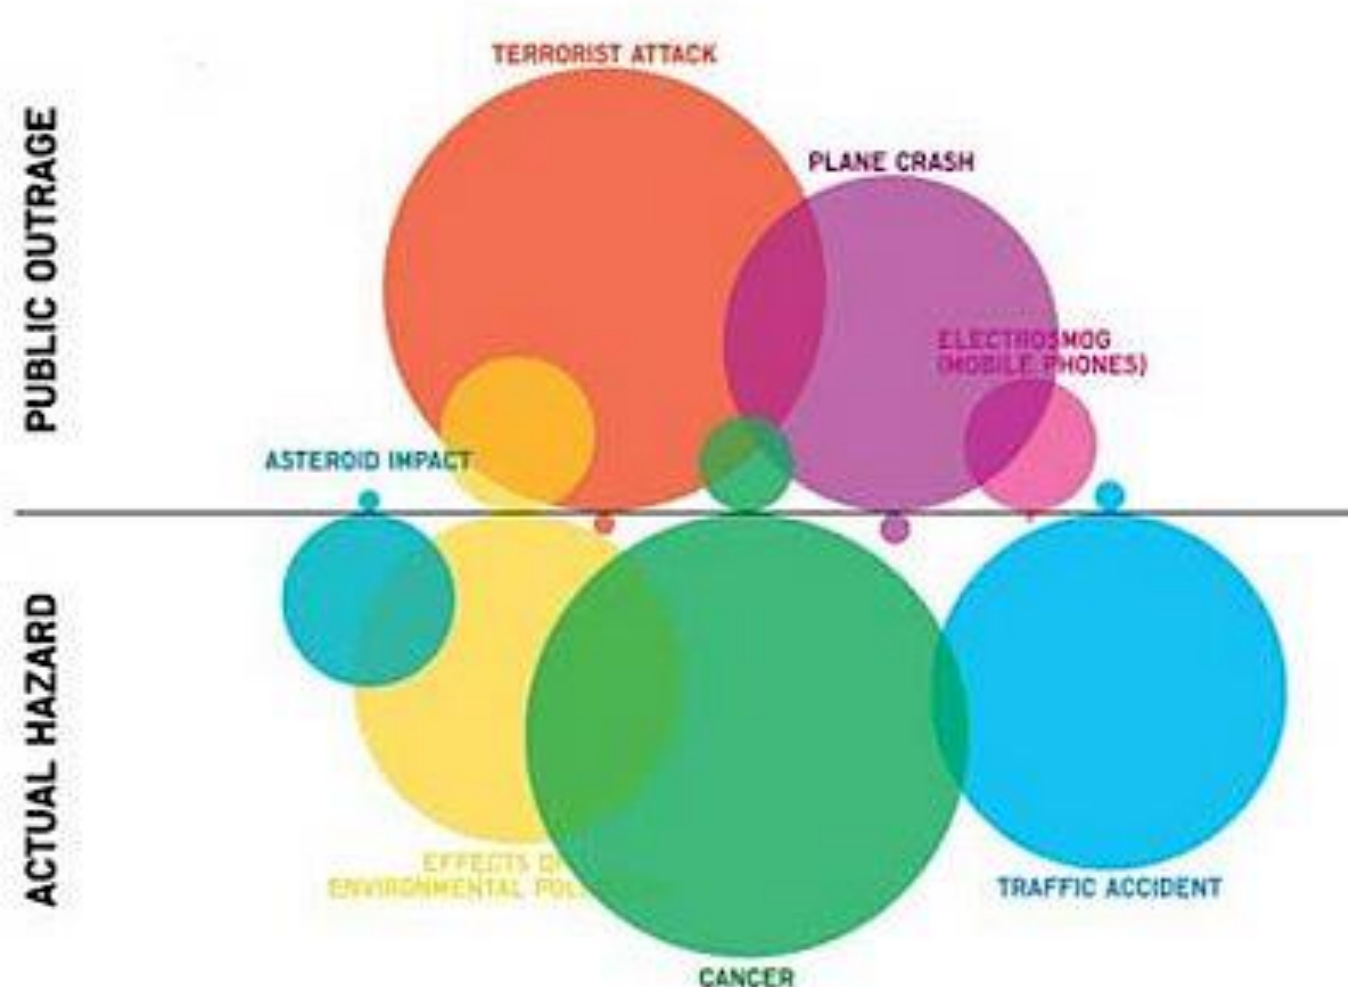 PUBLIC OUTRAGE
TERRORIST ATTACK
PLANE CRASH
ELECTROSMOG
(MOBILE PHONES)
ASTEROID IMPACT
ACTUAL HAZARD
EFFECTS
ENVIRONMENTAL
TRAFFIC ACCIDENT
CANCER